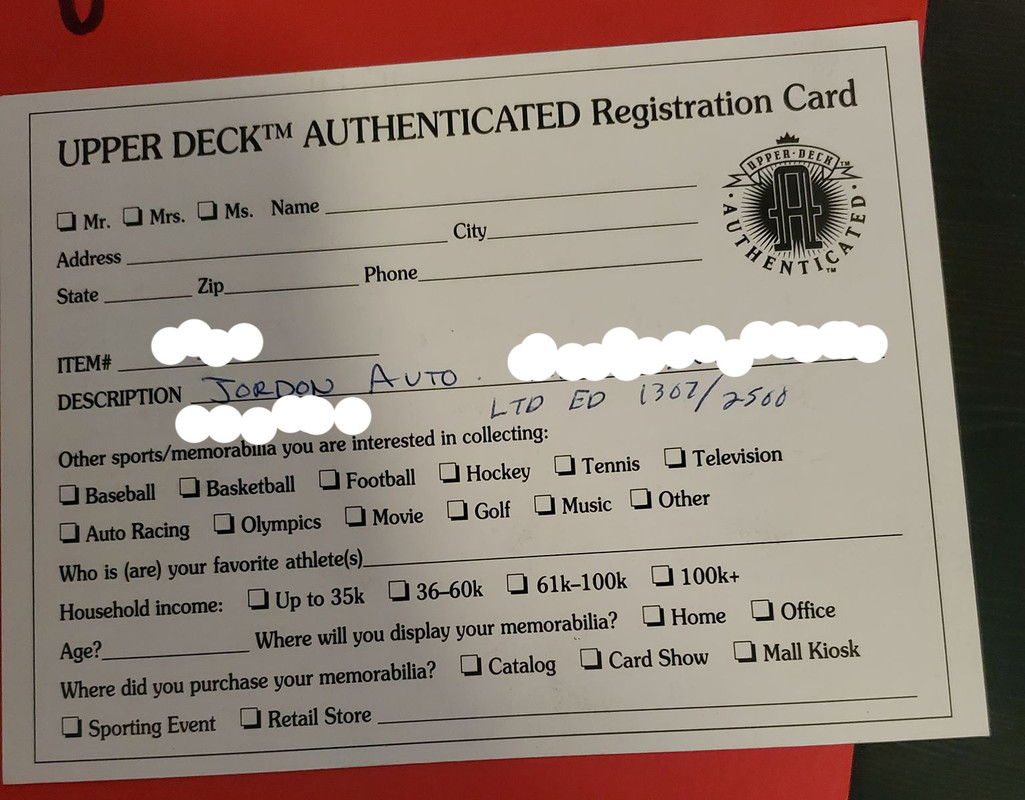 UPPER DECK™ AUTHENTICATED Registration Card
UPPER·DECK™
·AUTHENTICATED·™
A
❏ Mr. ❏ Mrs. ❏ Ms. Name
Address City
State Zip Phone
ITEM#
DESCRIPTION JORDON AUTO.
LTD ED 1307/2500
Other sports/memorabilia you are interested in collecting:
❏ Baseball ❏ Basketball ❏ Football ❏ Hockey ❏ Tennis ❏ Television
❏ Auto Racing ❏ Olympics ❏ Movie ❏ Golf ❏ Music ❏ Other
Who is (are) your favorite athlete(s)
Household income: ❏ Up to 35k ❏ 36–60k ❏ 61k–100k ❏ 100k+
Age? Where will you display your memorabilia? ❏ Home ❏ Office
Where did you purchase your memorabilia? ❏ Catalog ❏ Card Show ❏ Mall Kiosk
❏ Sporting Event ❏ Retail Store